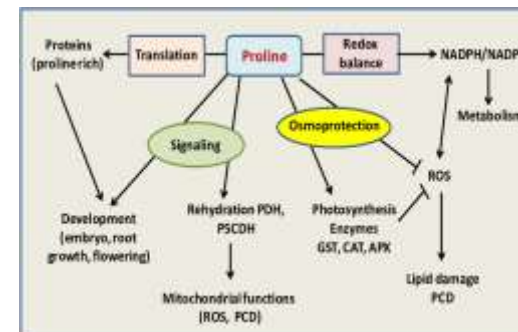 Proteins
(proline rich)
Translation
Proline
Redox
balance
NADPH/NADP
Metabolism
Signaling
Osmoprotection
ROS
Development
(embryo, root
growth, flowering)
Rehydration PDH,
P5CDH
Photosynthesis
Enzymes
GST, CAT, APX
Mitochondrial functions
(ROS, PCD)
Lipid damage
PCD